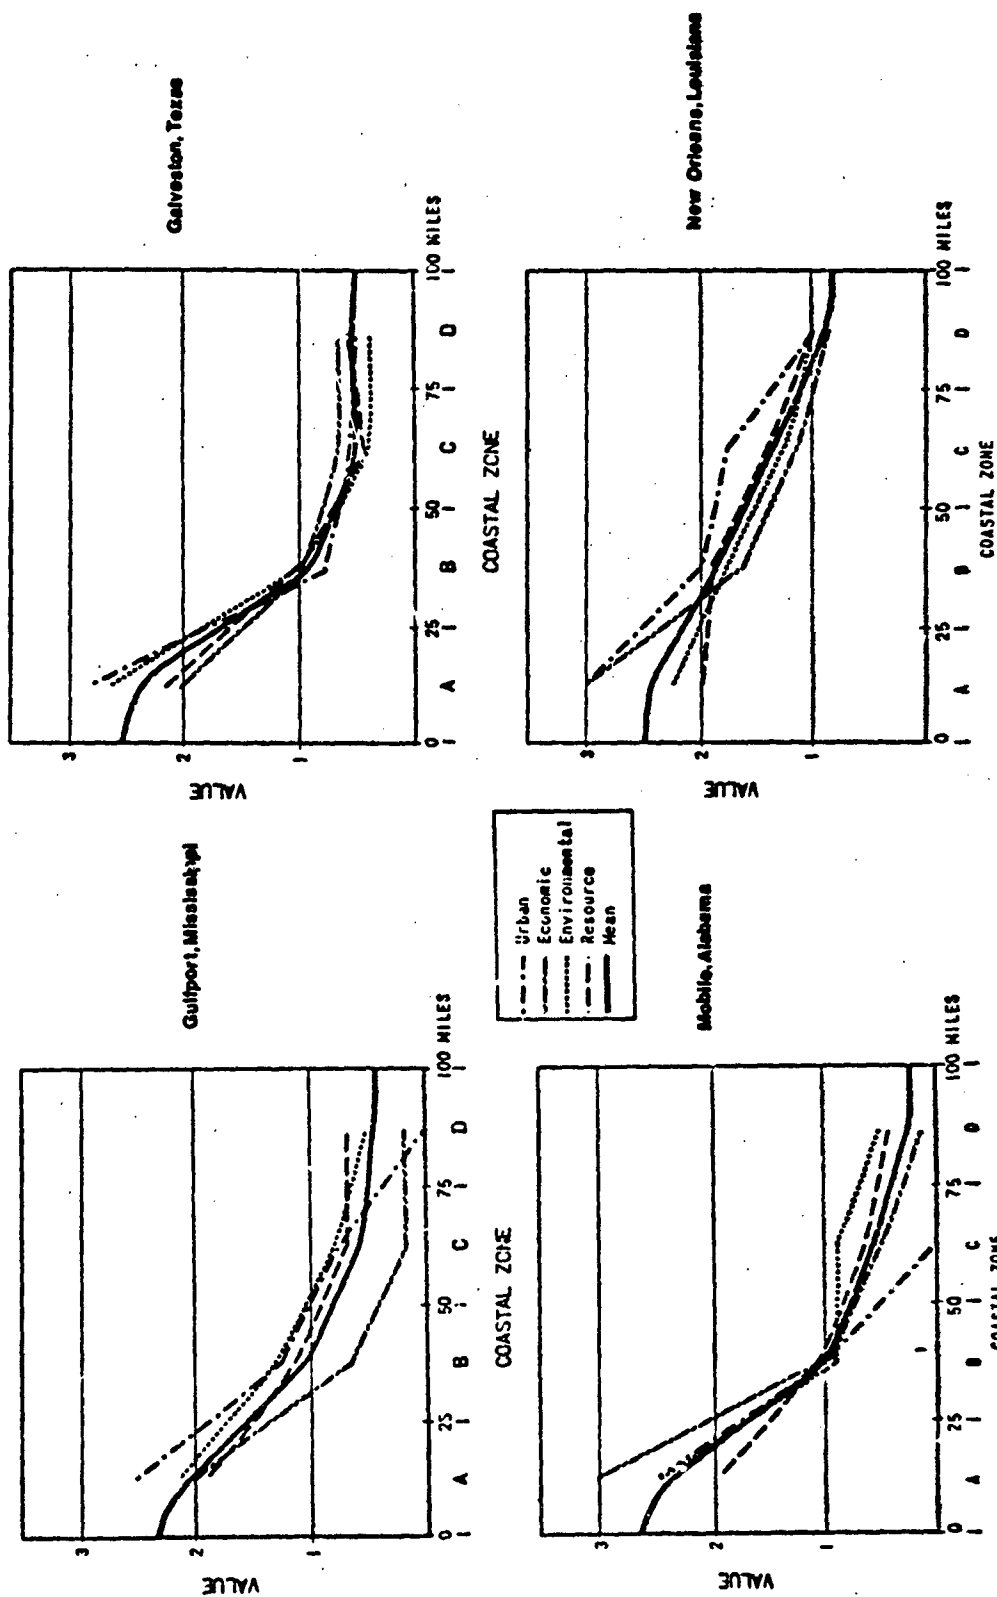 Gulfport, Mississippi
VALUE
3
2
1
0 25 50 75 100 MILES
A B C D
COASTAL ZONE
Galveston, Texas
VALUE
3
2
1
0 25 50 75 100 MILES
A B C D
COASTAL ZONE
Urban
Economic
Environmental
Resource
Mean
Mobile, Alabama
VALUE
3
2
1
0 25 50 75 100 MILES
A B C D
COASTAL ZONE
New Orleans, Louisiana
VALUE
3
2
1
0 25 50 75 100 MILES
A B C D
COASTAL ZONE